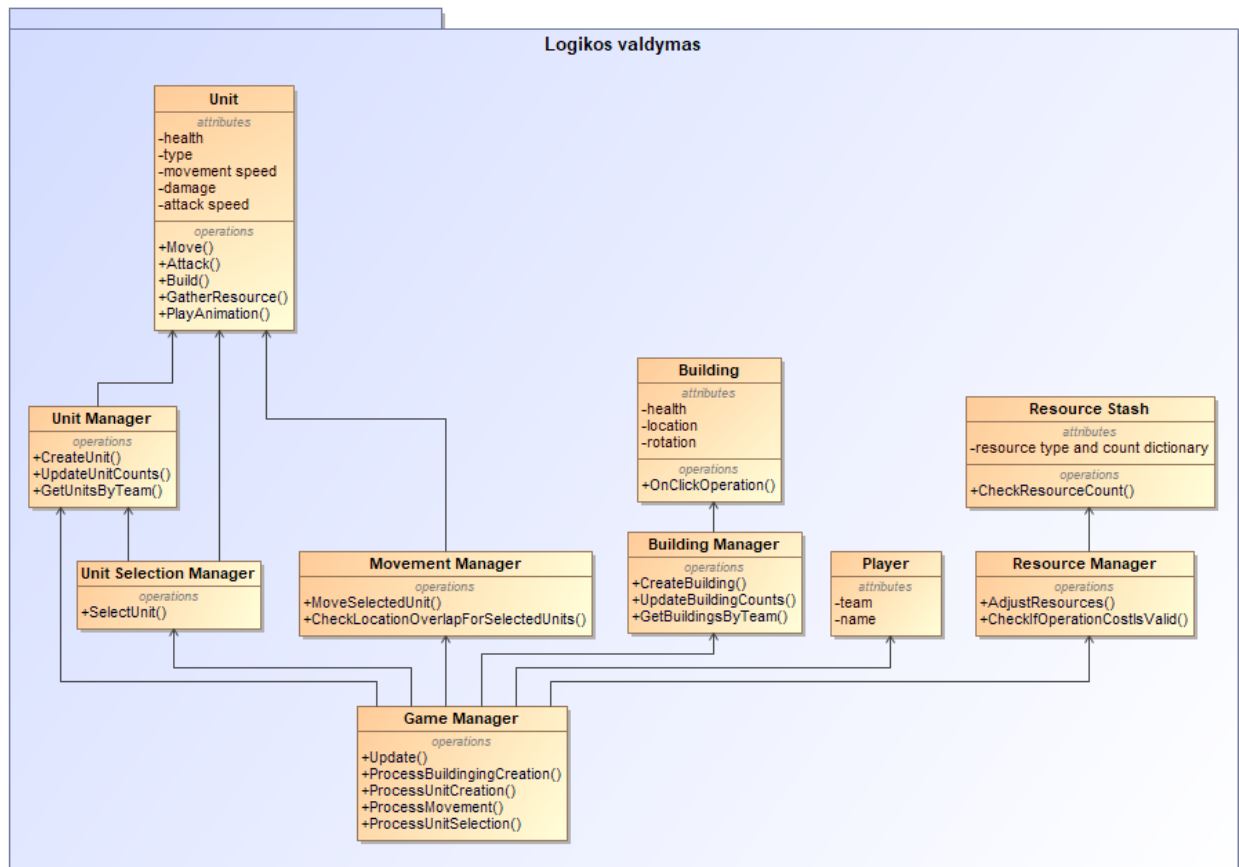 Logikos valdymas
Unit
attributes
-health
-type
-movement speed
-damage
-attack speed
operations
+Move()
+Attack()
+Build()
+GatherResource()
+PlayAnimation()
Unit Manager
operations
+CreateUnit()
+UpdateUnitCounts()
+GetUnitsByTeam()
Building
attributes
-health
-location
-rotation
operations
+OnClickOperation()
Resource Stash
attributes
-resource type and count dictionary
operations
+CheckResourceCount()
Unit Selection Manager
operations
+SelectUnit()
Movement Manager
operations
+MoveSelectedUnit()
+CheckLocationOverlapForSelectedUnits()
Building Manager
operations
+CreateBuilding()
+UpdateBuildingCounts()
+GetBuildingsByTeam()
Player
attributes
-team
-name
Resource Manager
operations
+AdjustResources()
+CheckIfOperationCostIsValid()
Game Manager
operations
+Update()
+ProcessBuildingingCreation()
+ProcessUnitCreation()
+ProcessMovement()
+ProcessUnitSelection()